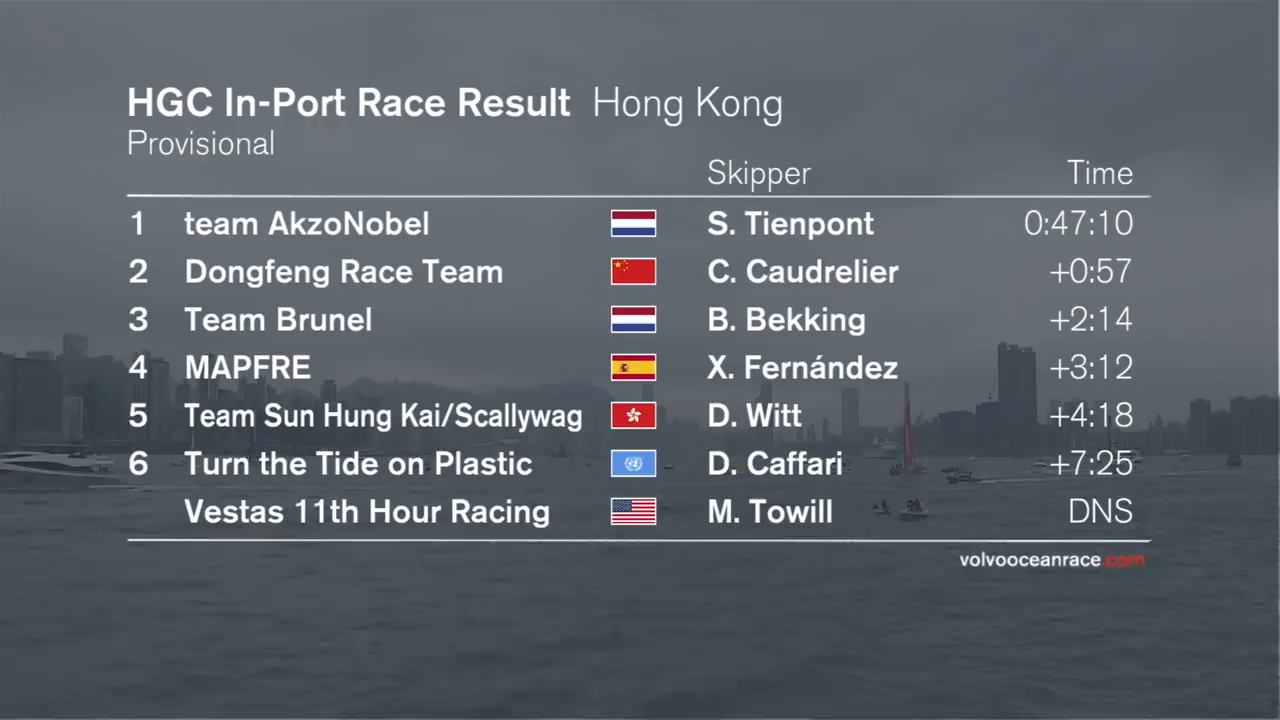 HGC In-Port Race Result Hong Kong
Provisional
Skipper Time
1 team AkzoNobel S. Tienpont 0:47:10
2 Dongfeng Race Team C. Caudrelier +0:57
3 Team Brunel B. Bekking +2:14
4 MAPFRE X. Fernández +3:12
5 Team Sun Hung Kai/Scallywag D. Witt +4:18
6 Turn the Tide on Plastic D. Caffari +7:25
Vestas 11th Hour Racing M. Towill DNS
volvooceanrace.com